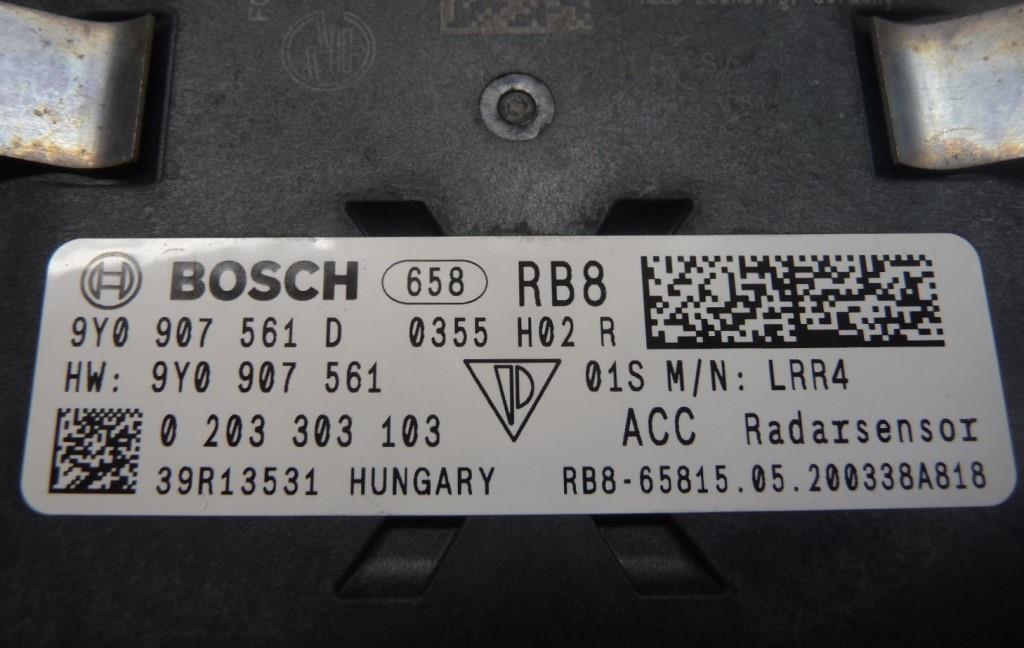 BOSCH 658 RB8
9Y0 907 561 D 0355 H02 R
HW: 9Y0 907 561 01S M/N: LRR4
0 203 303 103 ACC Radarsensor
39R13531 HUNGARY RB8-65815.05.200338A818